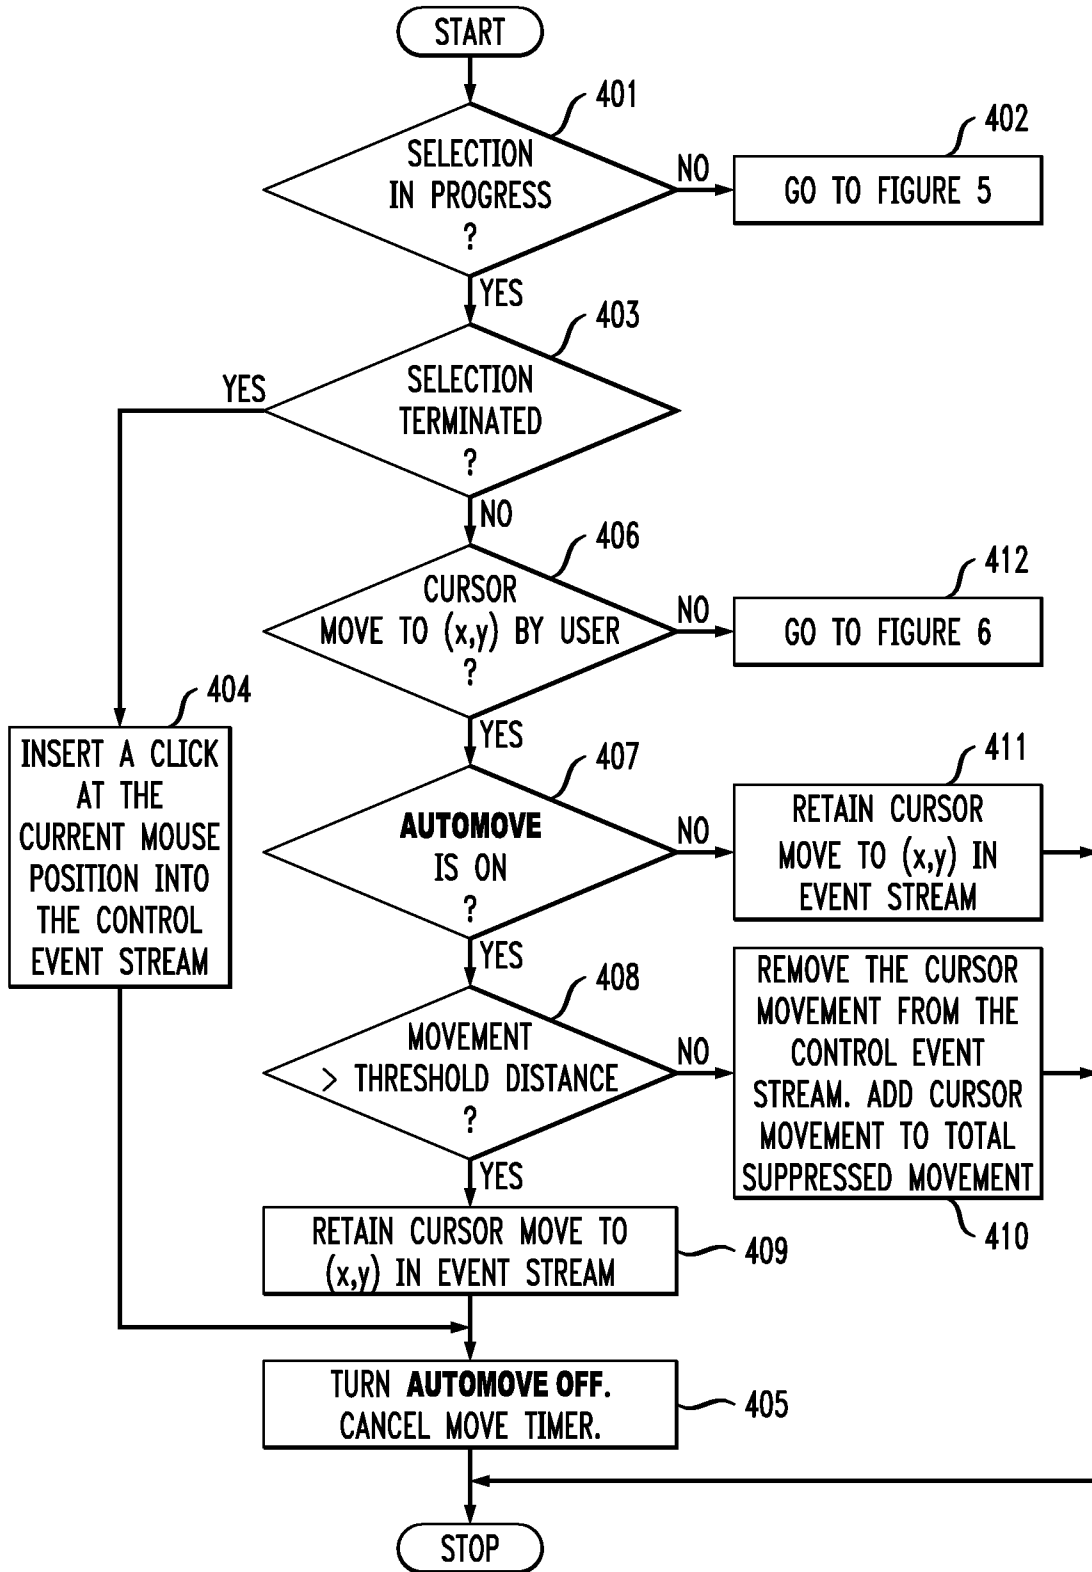 START
401
SELECTION
IN PROGRESS
?
NO
402
GO TO FIGURE 5
YES
403
SELECTION
TERMINATED
?
YES
NO
406
CURSOR
MOVE TO (x,y) BY USER
?
NO
412
GO TO FIGURE 6
404
INSERT A CLICK
AT THE
CURRENT MOUSE
POSITION INTO
THE CONTROL
EVENT STREAM
YES
407
AUTOMOVE
IS ON
?
NO
411
RETAIN CURSOR
MOVE TO (x,y) IN
EVENT STREAM
YES
408
MOVEMENT
> THRESHOLD DISTANCE
?
NO
REMOVE THE CURSOR
MOVEMENT FROM THE
CONTROL EVENT
STREAM. ADD CURSOR
MOVEMENT TO TOTAL
SUPPRESSED MOVEMENT
410
YES
RETAIN CURSOR MOVE TO
(x,y) IN EVENT STREAM
409
TURN AUTOMOVE OFF.
CANCEL MOVE TIMER.
405
STOP